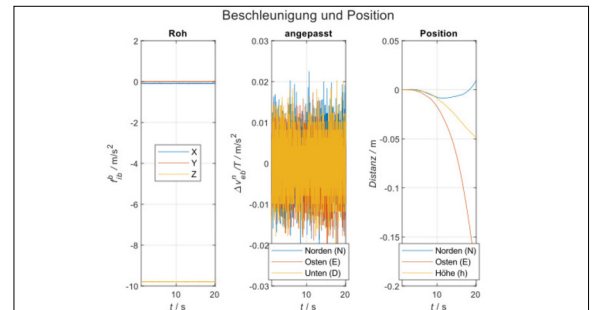 Beschleunigung und Position
Roh
angepasst
Position
2
0
-2
-4
-6
-8
-10
f^b_ib / m/s²
X
Y
Z
10
20
t / s
0.03
0.02
0.01
0
-0.01
-0.02
-0.03
Δv^n_eb/T / m/s²
Norden (N)
Osten (E)
Unten (D)
10
20
t / s
0.05
0
-0.05
-0.1
-0.15
-0.2
Distanz / m
Norden (N)
Osten (E)
Höhe (h)
10
20
t / s